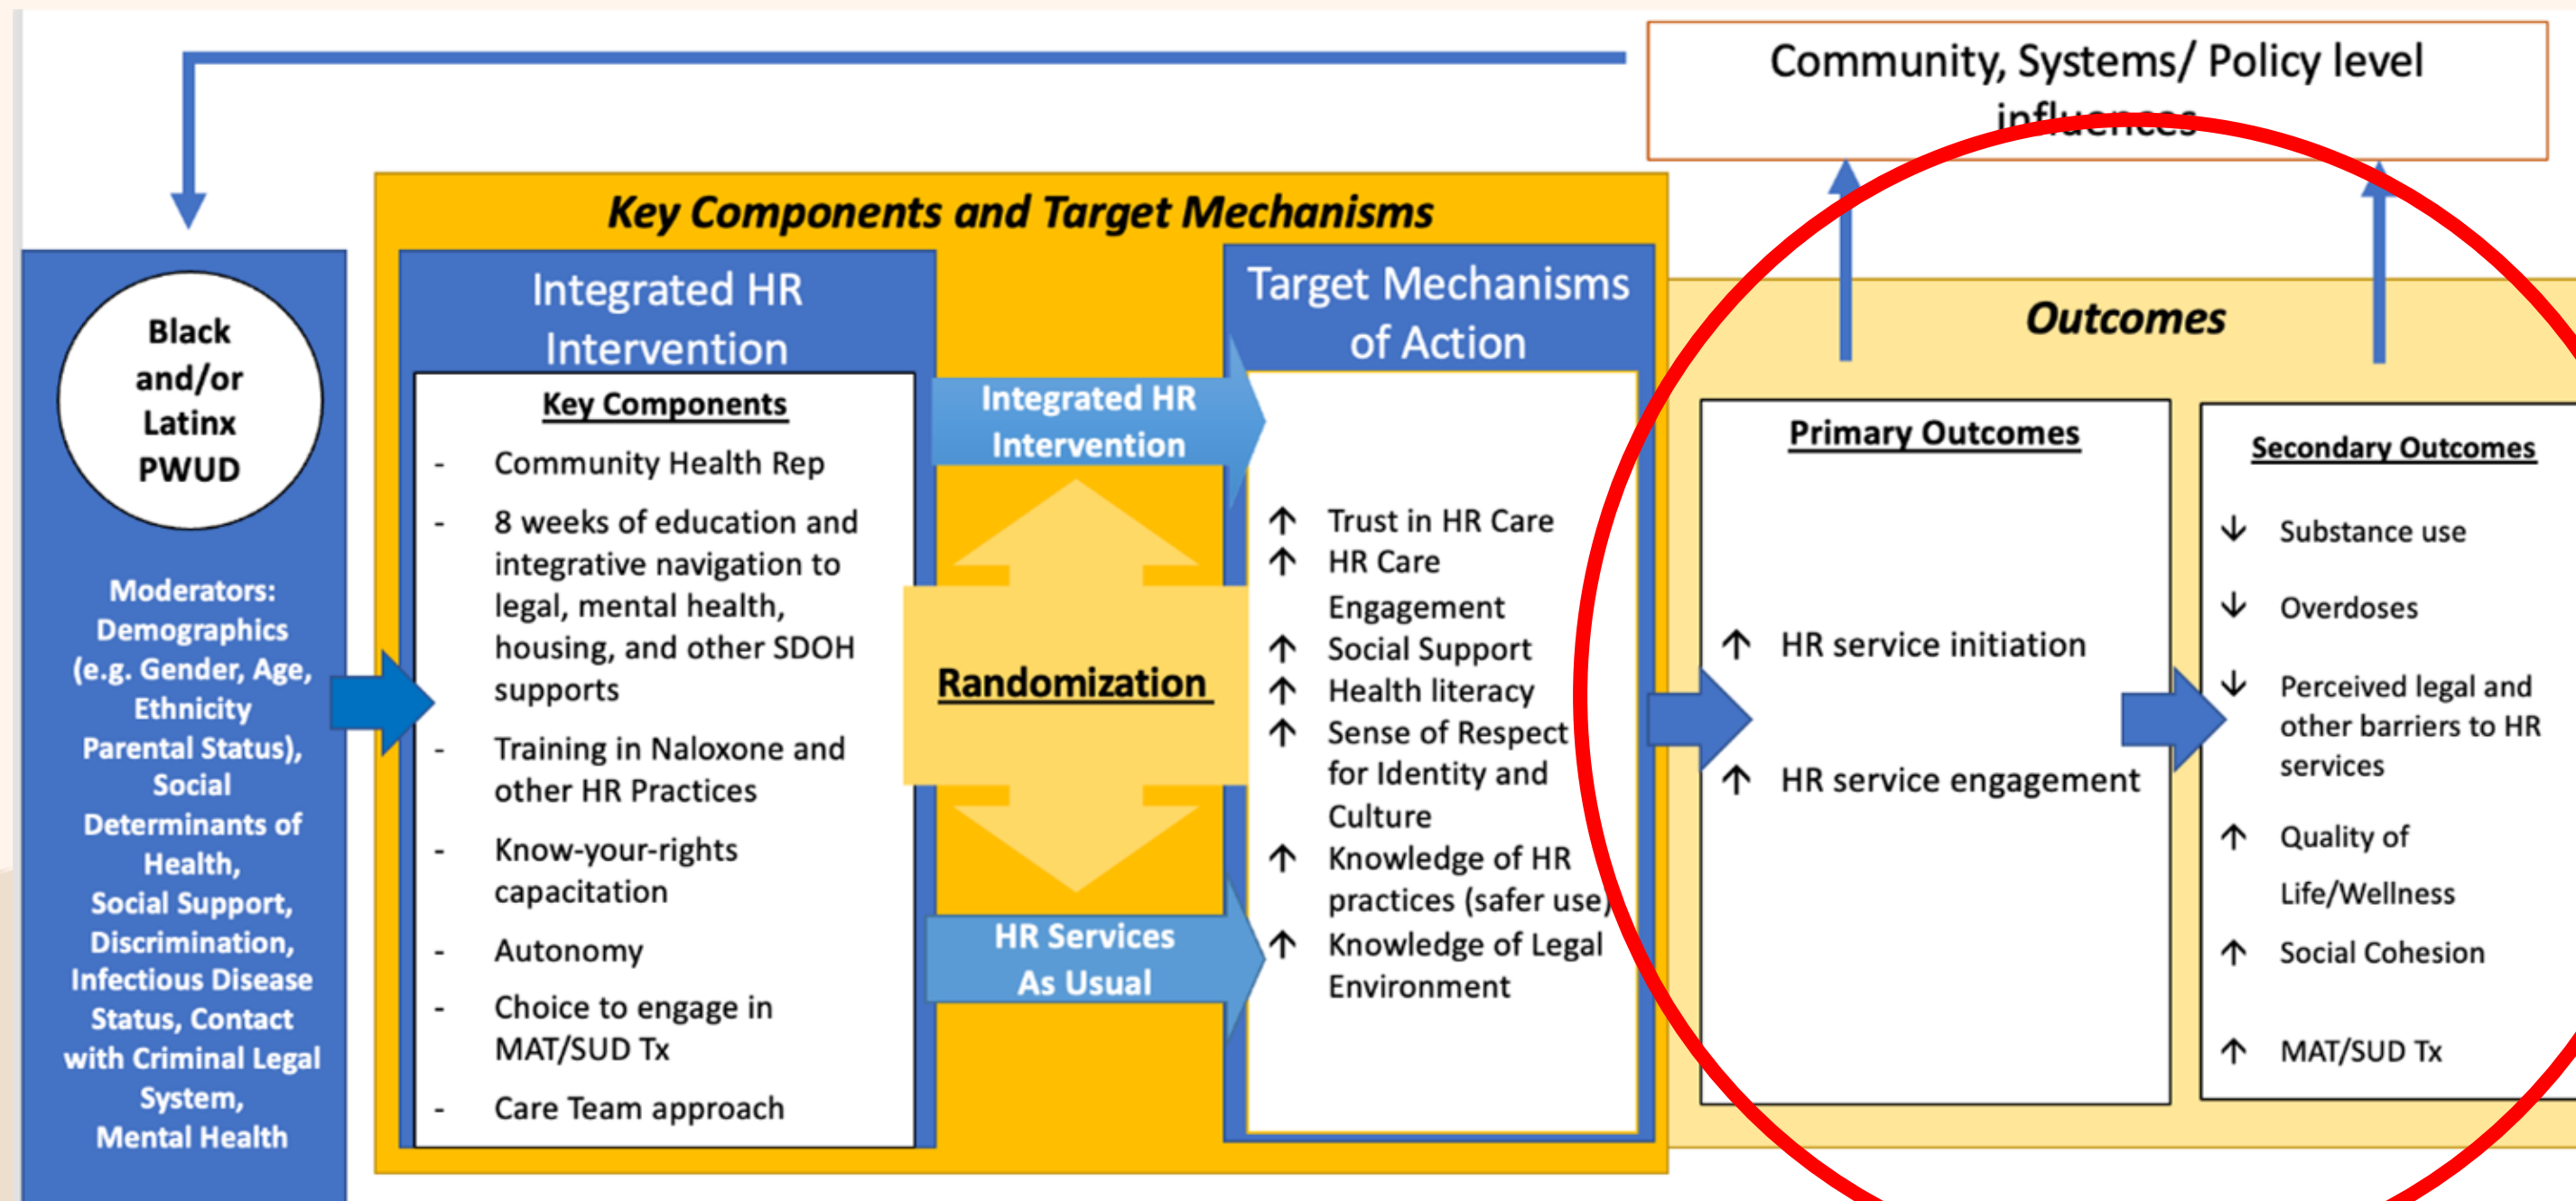 Community, Systems/ Policy level
influences
Key Components and Target Mechanisms
Black
and/or
Latinx
PWUD
Moderators:
Demographics
(e.g. Gender, Age,
Ethnicity
Parental Status),
Social
Determinants of
Health,
Social Support,
Discrimination,
Infectious Disease
Status, Contact
with Criminal Legal
System,
Mental Health
Integrated HR
Intervention
Key Components
- Community Health Rep
- 8 weeks of education and
integrative navigation to
legal, mental health,
housing, and other SDOH
supports
- Training in Naloxone and
other HR Practices
- Know-your-rights
capacitation
- Autonomy
- Choice to engage in
MAT/SUD Tx
- Care Team approach
Integrated HR
Intervention
Randomization
HR Services
As Usual
Target Mechanisms
of Action
↑ Trust in HR Care
↑ HR Care
Engagement
↑ Social Support
↑ Health literacy
↑ Sense of Respect
for Identity and
Culture
↑ Knowledge of HR
practices (safer use)
↑ Knowledge of Legal
Environment
Outcomes
Primary Outcomes
↑ HR service initiation
↑ HR service engagement
Secondary Outcomes
↓ Substance use
↓ Overdoses
↓ Perceived legal and
other barriers to HR
services
↑ Quality of
Life/Wellness
↑ Social Cohesion
↑ MAT/SUD Tx